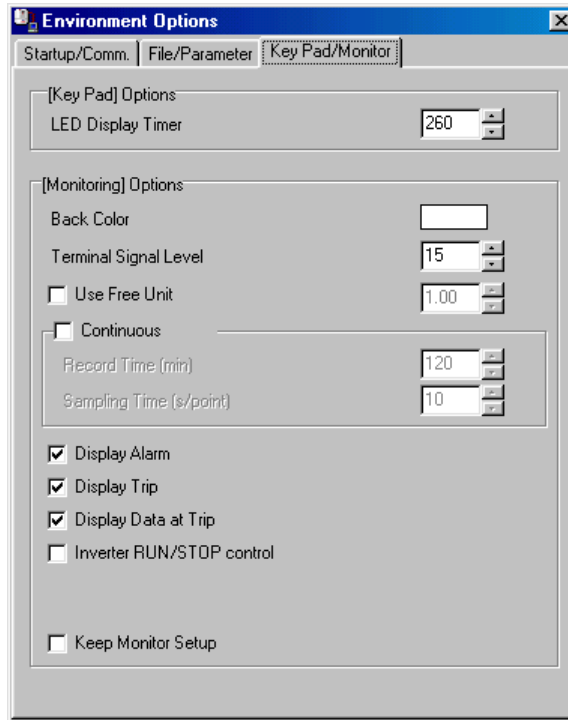 Environment Options
Startup/Comm. File/Parameter Key Pad/Monitor
[Key Pad] Options
LED Display Timer 260
[Monitoring] Options
Back Color
Terminal Signal Level 15
Use Free Unit 1.00
Continuous
Record Time (min) 120
Sampling Time (s/point) 10
Display Alarm
Display Trip
Display Data at Trip
Inverter RUN/STOP control
Keep Monitor Setup